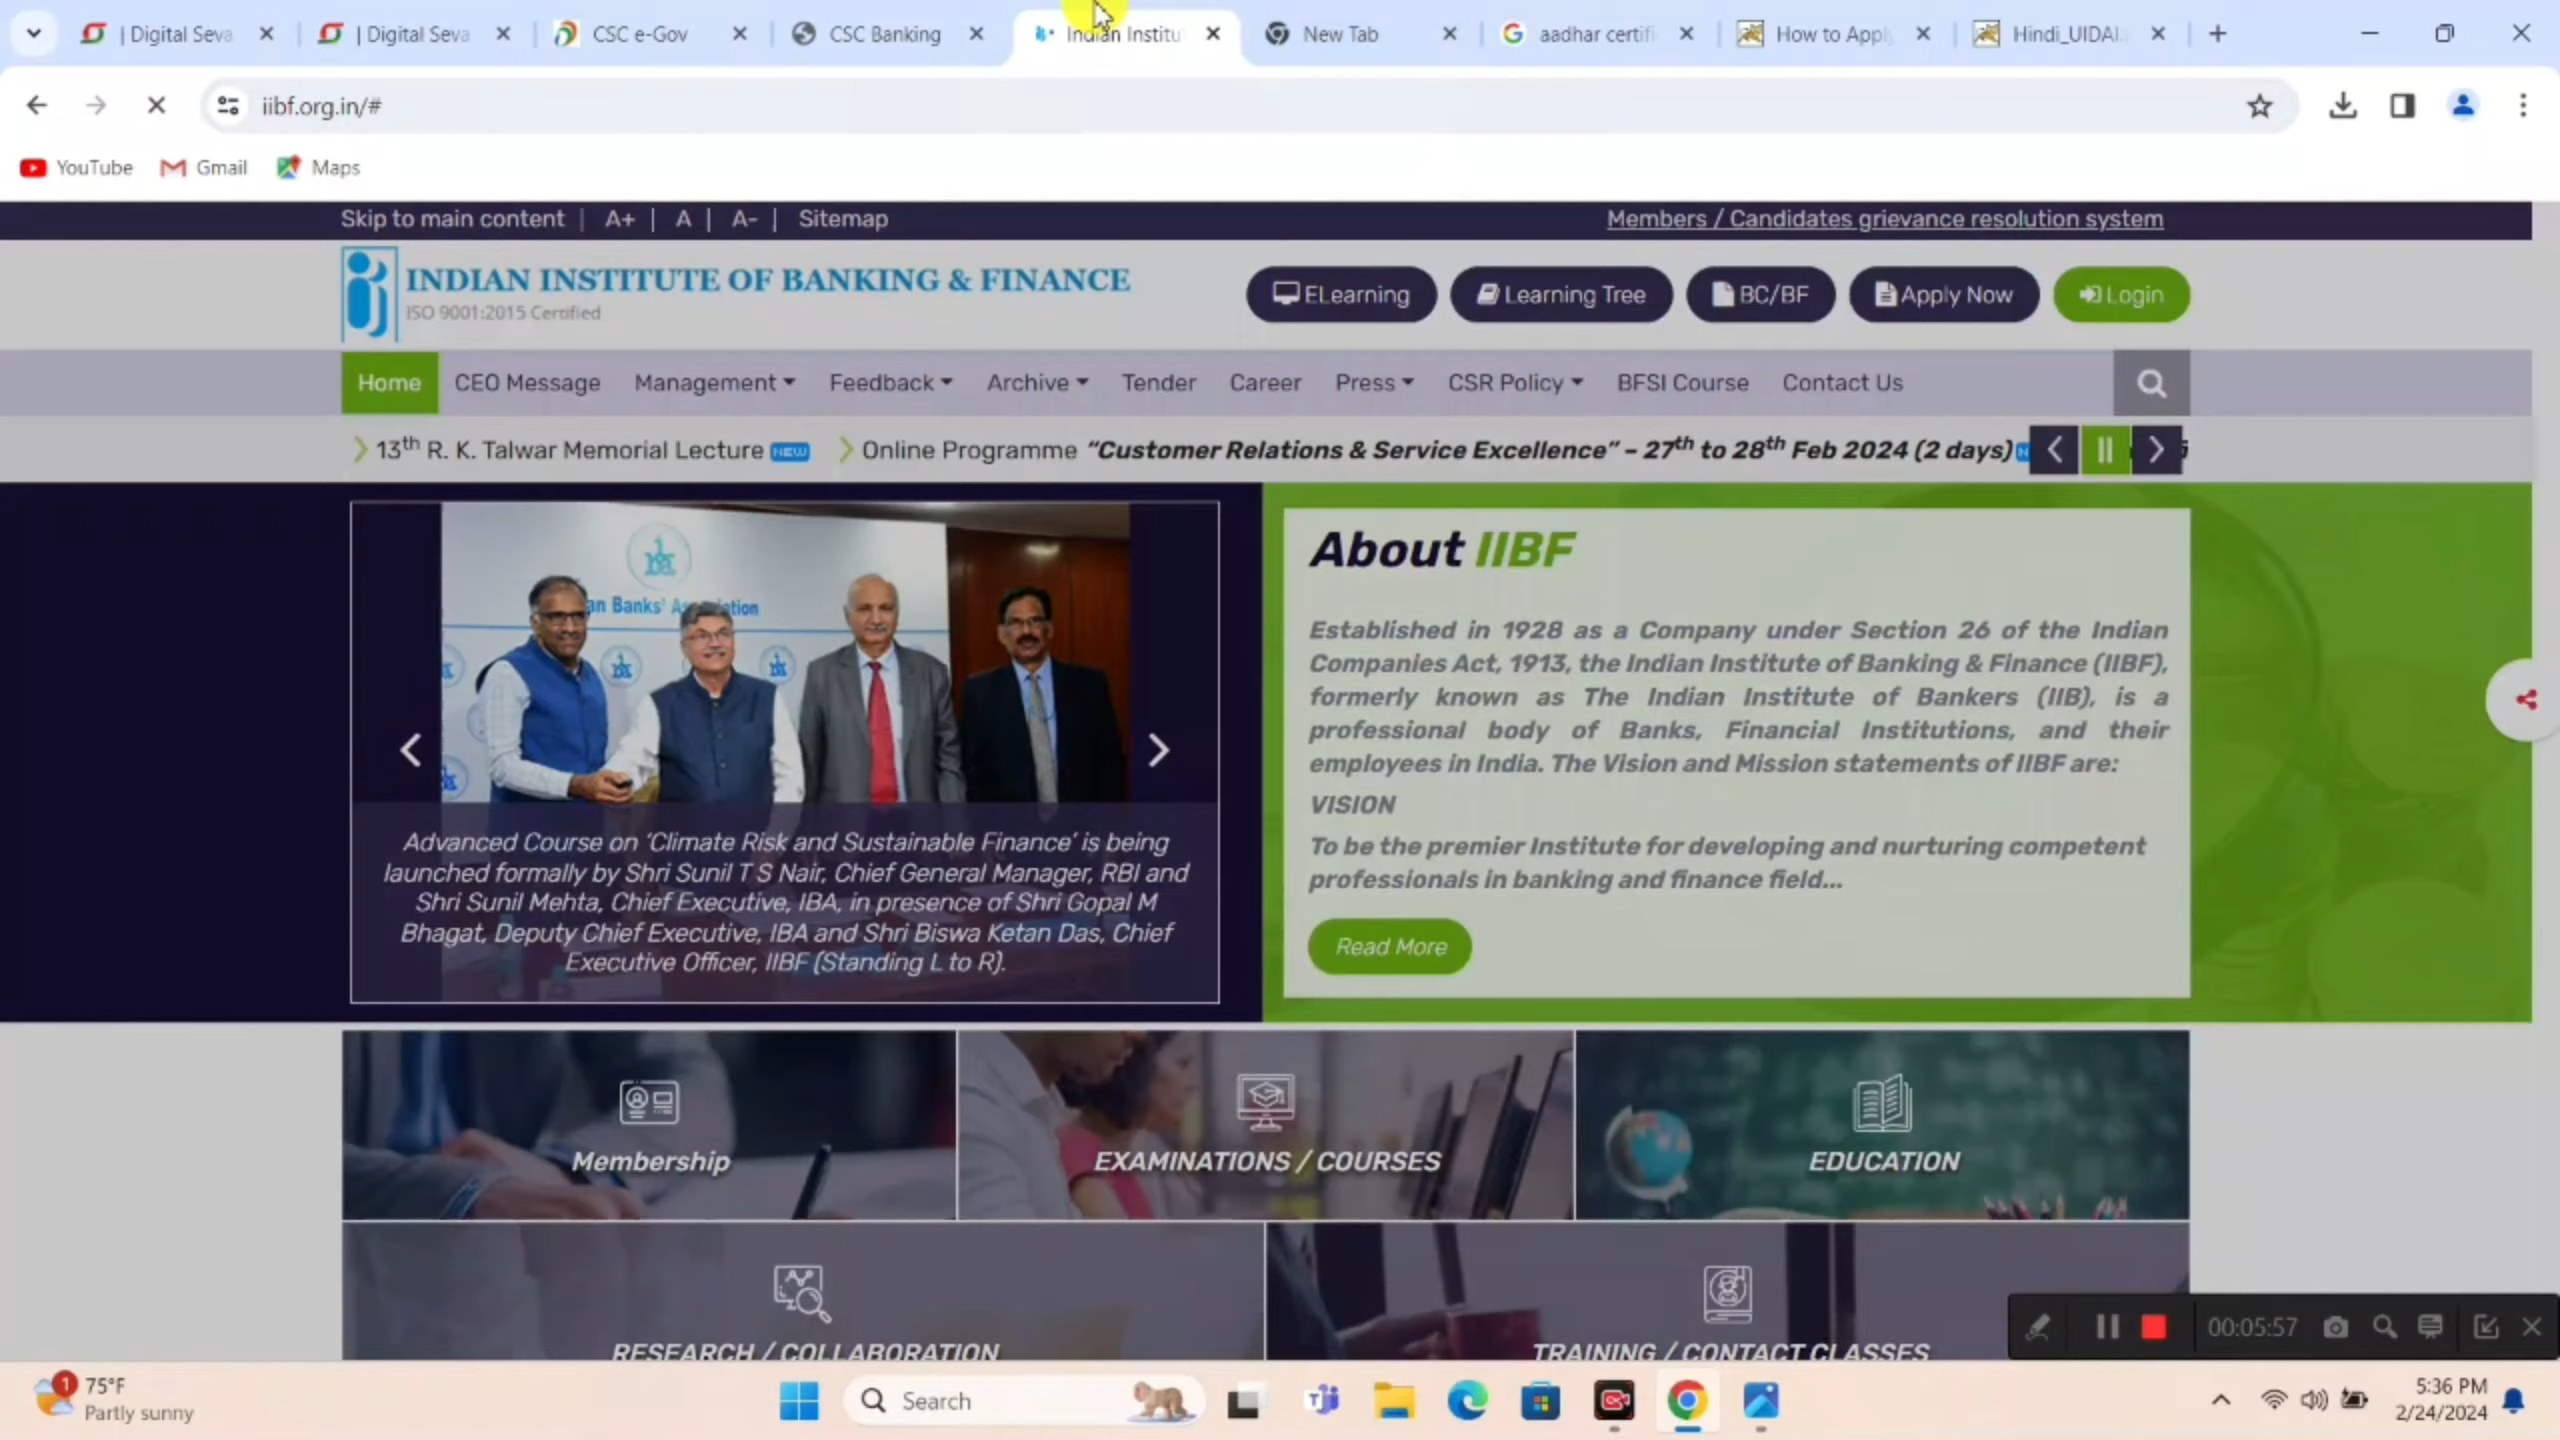 | Digital Seva
| Digital Seva
CSC e-Gov
CSC Banking
Indian Institu
New Tab
aadhar certifi
How to Apply
Hindi_UIDAI
iibf.org.in/#
YouTube
Gmail
Maps
Skip to main content | A+ | A | A- | Sitemap
Members / Candidates grievance resolution system
INDIAN INSTITUTE OF BANKING & FINANCE
ISO 9001:2015 Certified
ELearning
Learning Tree
BC/BF
Apply Now
Login
Home
CEO Message
Management
Feedback
Archive
Tender
Career
Press
CSR Policy
BFSI Course
Contact Us
13th R. K. Talwar Memorial Lecture NEW
Online Programme “Customer Relations & Service Excellence” – 27th to 28th Feb 2024 (2 days)
an Banks' As ation
About IIBF
Established in 1928 as a Company under Section 26 of the Indian
Companies Act, 1913, the Indian Institute of Banking & Finance (IIBF),
formerly known as The Indian Institute of Bankers (IIB), is a
professional body of Banks, Financial Institutions, and their
employees in India. The Vision and Mission statements of IIBF are:
VISION
To be the premier Institute for developing and nurturing competent
professionals in banking and finance field...
Read More
Advanced Course on ‘Climate Risk and Sustainable Finance’ is being
launched formally by Shri Sunil T S Nair, Chief General Manager, RBI and
Shri Sunil Mehta, Chief Executive, IBA, in presence of Shri Gopal M
Bhagat, Deputy Chief Executive, IBA and Shri Biswa Ketan Das, Chief
Executive Officer, IIBF (Standing L to R).
Membership
EXAMINATIONS / COURSES
EDUCATION
RESEARCH / COLLABORATION
TRAINING / CONTACT CLASSES
00:05:57
1
75°F
Partly sunny
Search
5:36 PM
2/24/2024